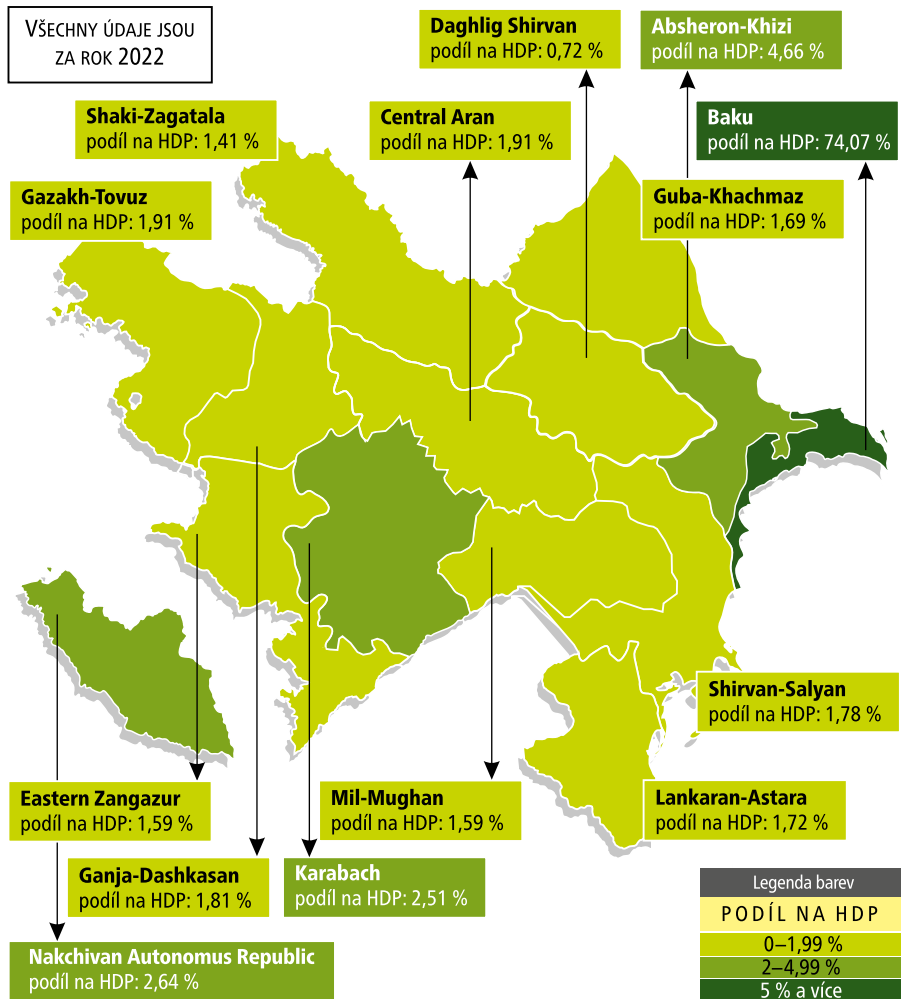 VŠECHNY ÚDAJE JSOU
ZA ROK 2022
Daghlig Shirvan
podíl na HDP: 0,72 %
Absheron-Khizi
podíl na HDP: 4,66 %
Shaki-Zagatala
podíl na HDP: 1,41 %
Central Aran
podíl na HDP: 1,91 %
Baku
podíl na HDP: 74,07 %
Gazakh-Tovuz
podíl na HDP: 1,91 %
Guba-Khachmaz
podíl na HDP: 1,69 %
Shirvan-Salyan
podíl na HDP: 1,78 %
Eastern Zangazur
podíl na HDP: 1,59 %
Mil-Mughan
podíl na HDP: 1,59 %
Lankaran-Astara
podíl na HDP: 1,72 %
Ganja-Dashkasan
podíl na HDP: 1,81 %
Karabach
podíl na HDP: 2,51 %
Nakchivan Autonomus Republic
podíl na HDP: 2,64 %
Legenda barev
PODÍL NA HDP
0–1,99 %
2–4,99 %
5 % a více